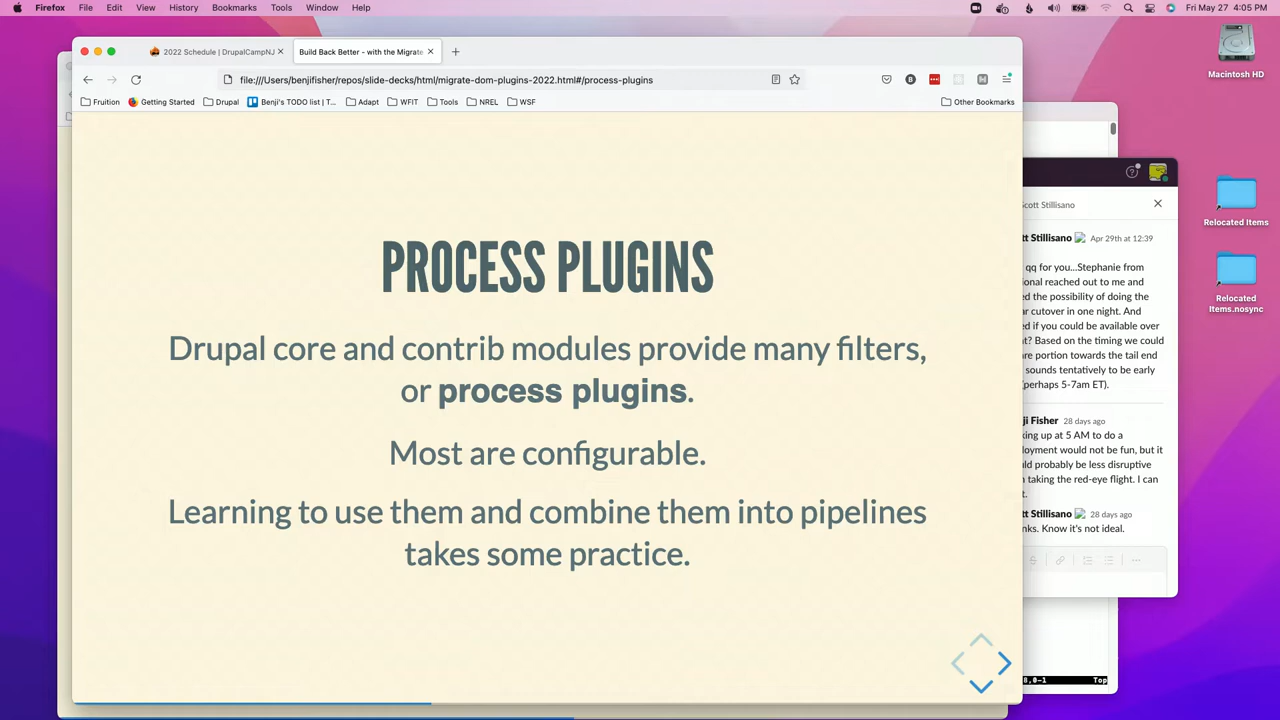 Firefox File Edit View History Bookmarks Tools Window Help
Fri May 27 4:05 PM
2022 Schedule | DrupalCampNJ
Build Back Better - with the Migrate
file:///Users/benjifisher/repos/slide-decks/html/migrate-dom-plugins-2022.html#/process-plugins
Fruition Getting Started Drupal Benji's TODO list | T... Adapt WFIT Tools NREL WSF
Other Bookmarks
PROCESS PLUGINS
Drupal core and contrib modules provide many filters,
or process plugins.
Most are configurable.
Learning to use them and combine them into pipelines
takes some practice.
Scott Stillisano
tt Stillisano Apr 29th at 12:39
qq for you...Stephanie from
ional reached out to me and
ed the possibility of doing the
ar cutover in one night. And
ed if you could be available over
t? Based on the timing we could
are portion towards the tail end
sounds tentatively to be early
(perhaps 5-7am ET).
ji Fisher 28 days ago
king up at 5 AM to do a
loyment would not be fun, but it
ld probably be less disruptive
n taking the red-eye flight. I can
t.
tt Stillisano 28 days ago
nks. Know it's not ideal.
8,0-1 Top
Macintosh HD
Relocated Items
Relocated
Items.nosync